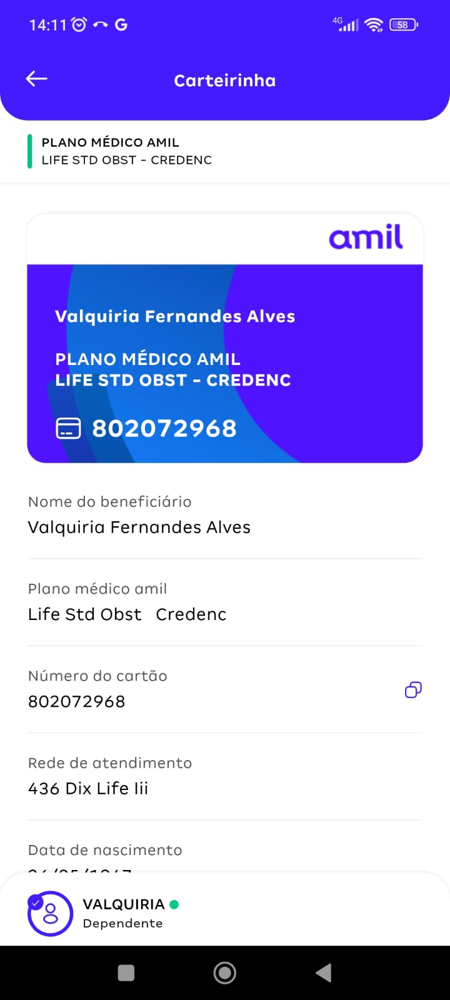 14:11
4G
58
Carteirinha
PLANO MÉDICO AMIL
LIFE STD OBST - CREDENC
amil
Valquiria Fernandes Alves
PLANO MÉDICO AMIL
LIFE STD OBST - CREDENC
802072968
Nome do beneficiário
Valquiria Fernandes Alves
Plano médico amil
Life Std Obst Credenc
Número do cartão
802072968
Rede de atendimento
436 Dix Life Iii
Data de nascimento
VALQUIRIA
Dependente